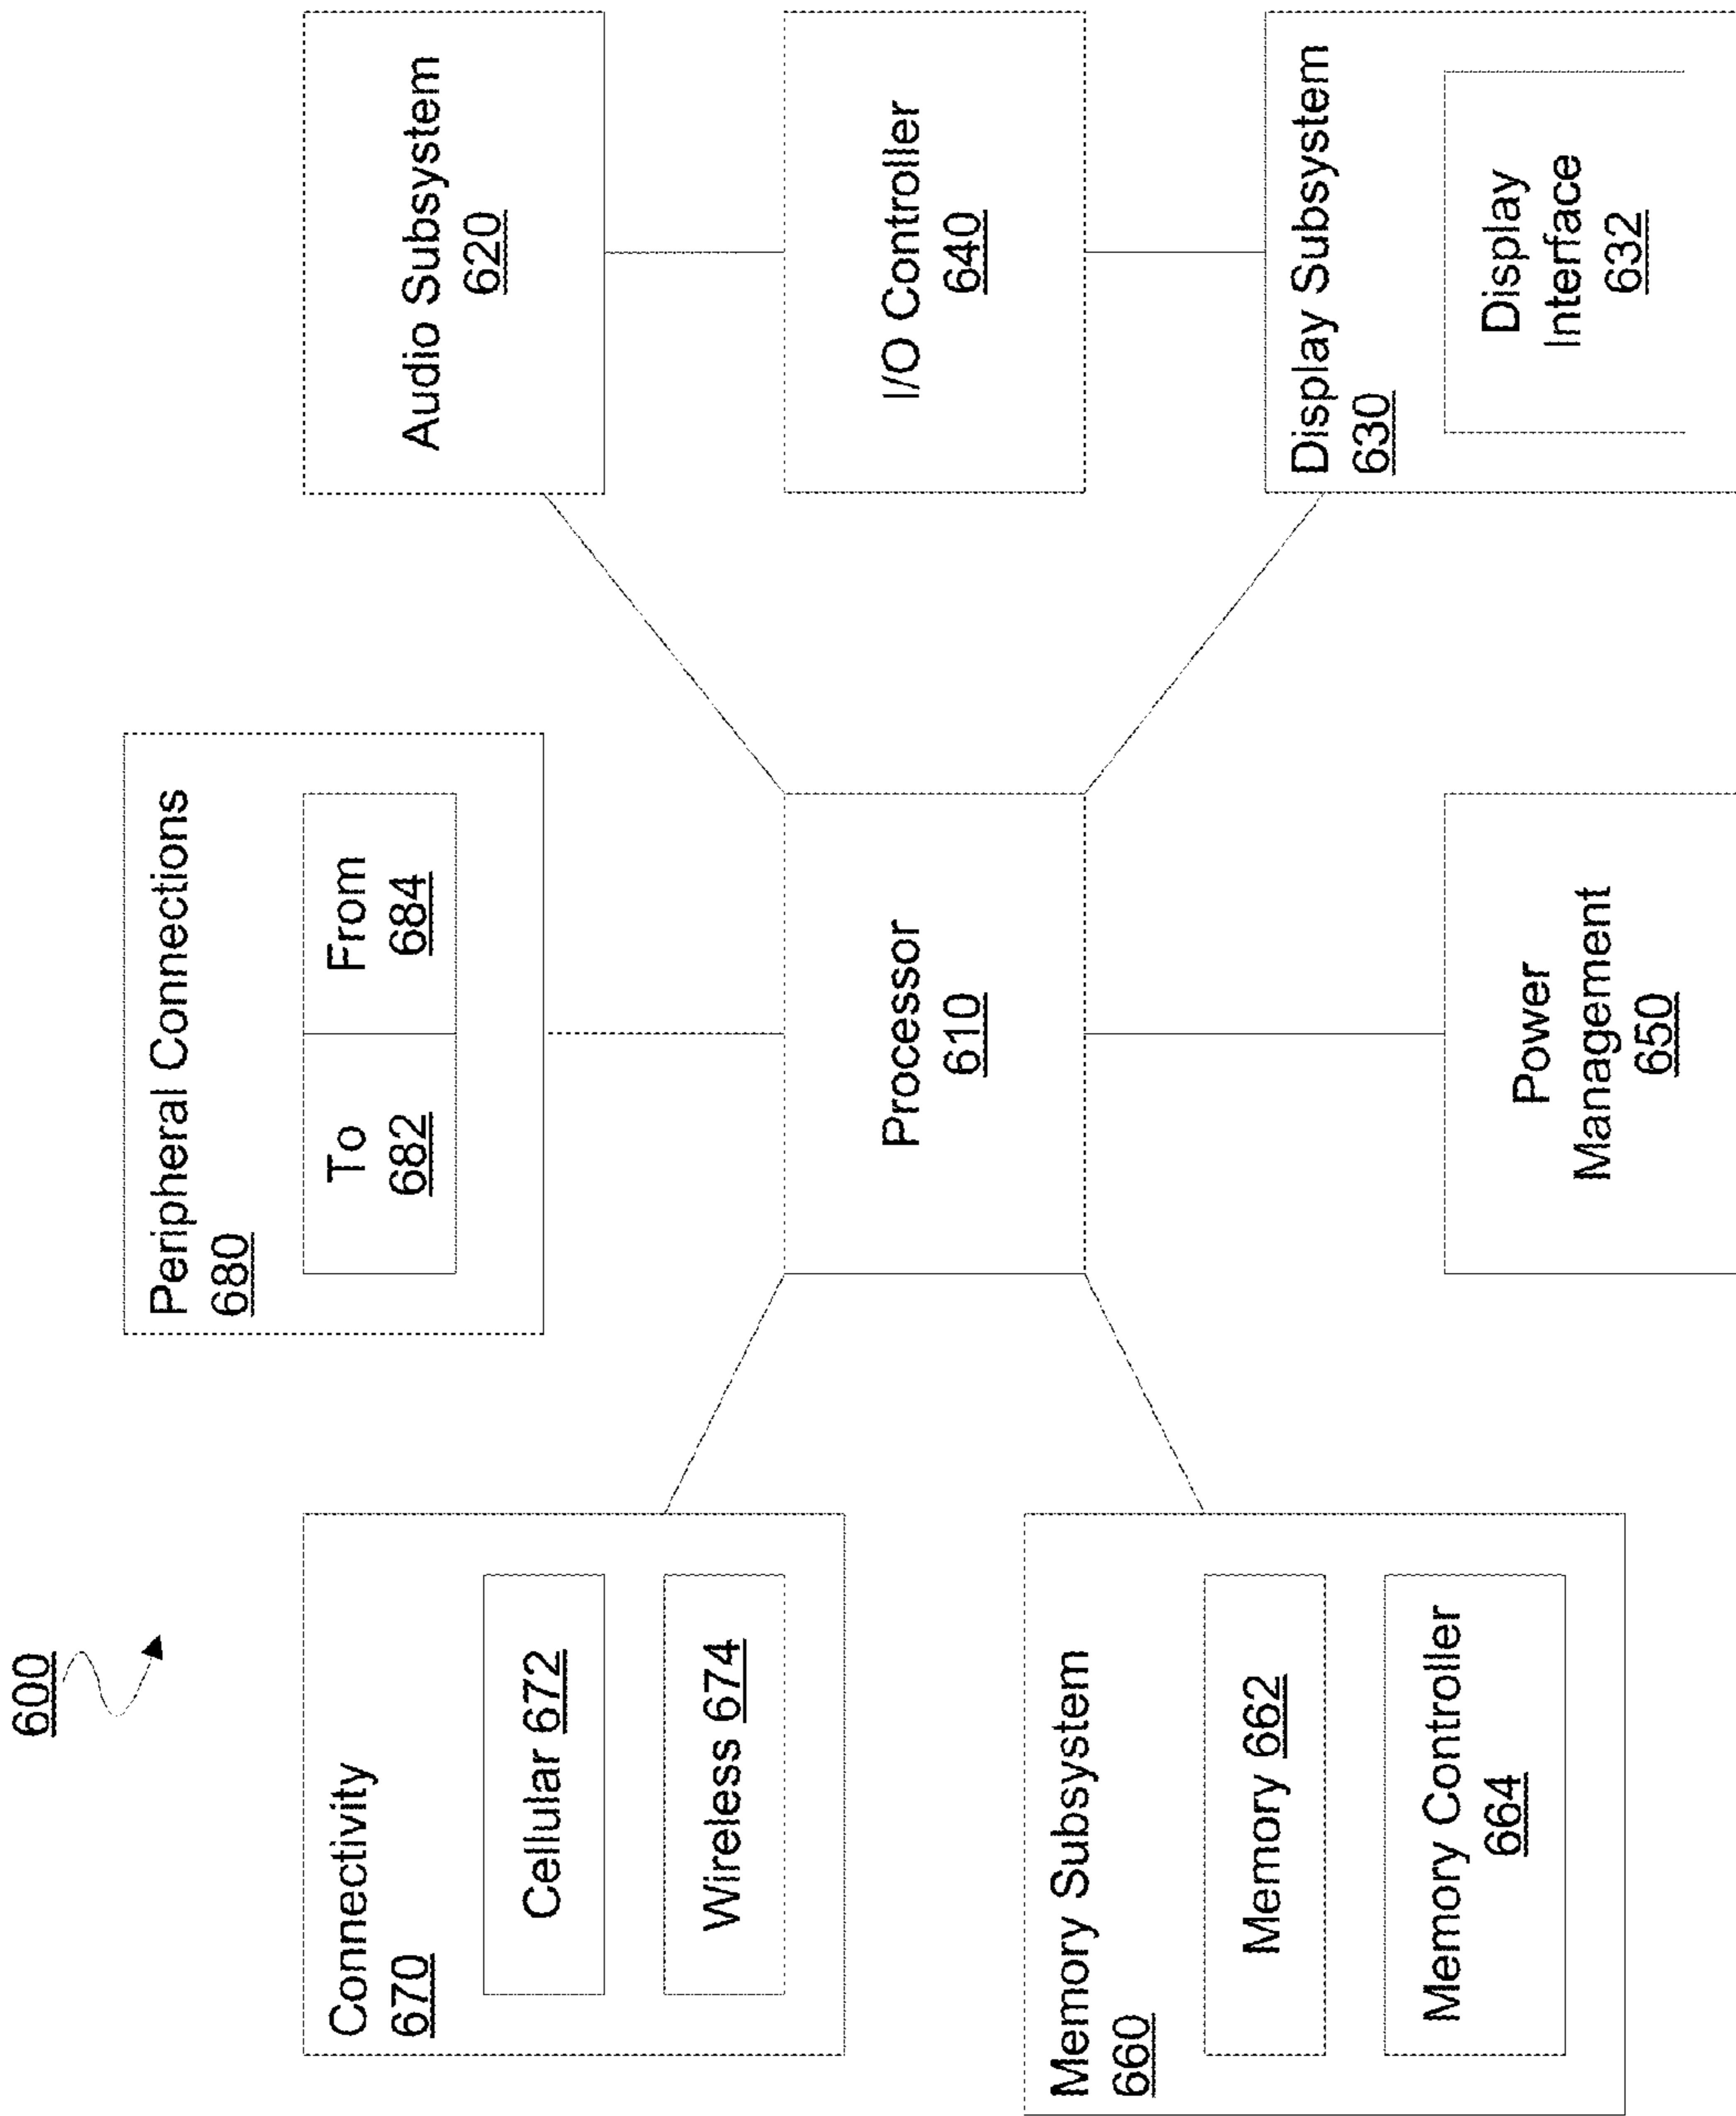 600
Connectivity
670
Cellular 672
Wireless 674
Memory Subsystem
660
Memory 662
Memory Controller
664
Peripheral Connections
680
To
682
From
684
Processor
610
Power
Management
650
Audio Subsystem
620
I/O Controller
640
Display Subsystem
630
Display
Interface
632